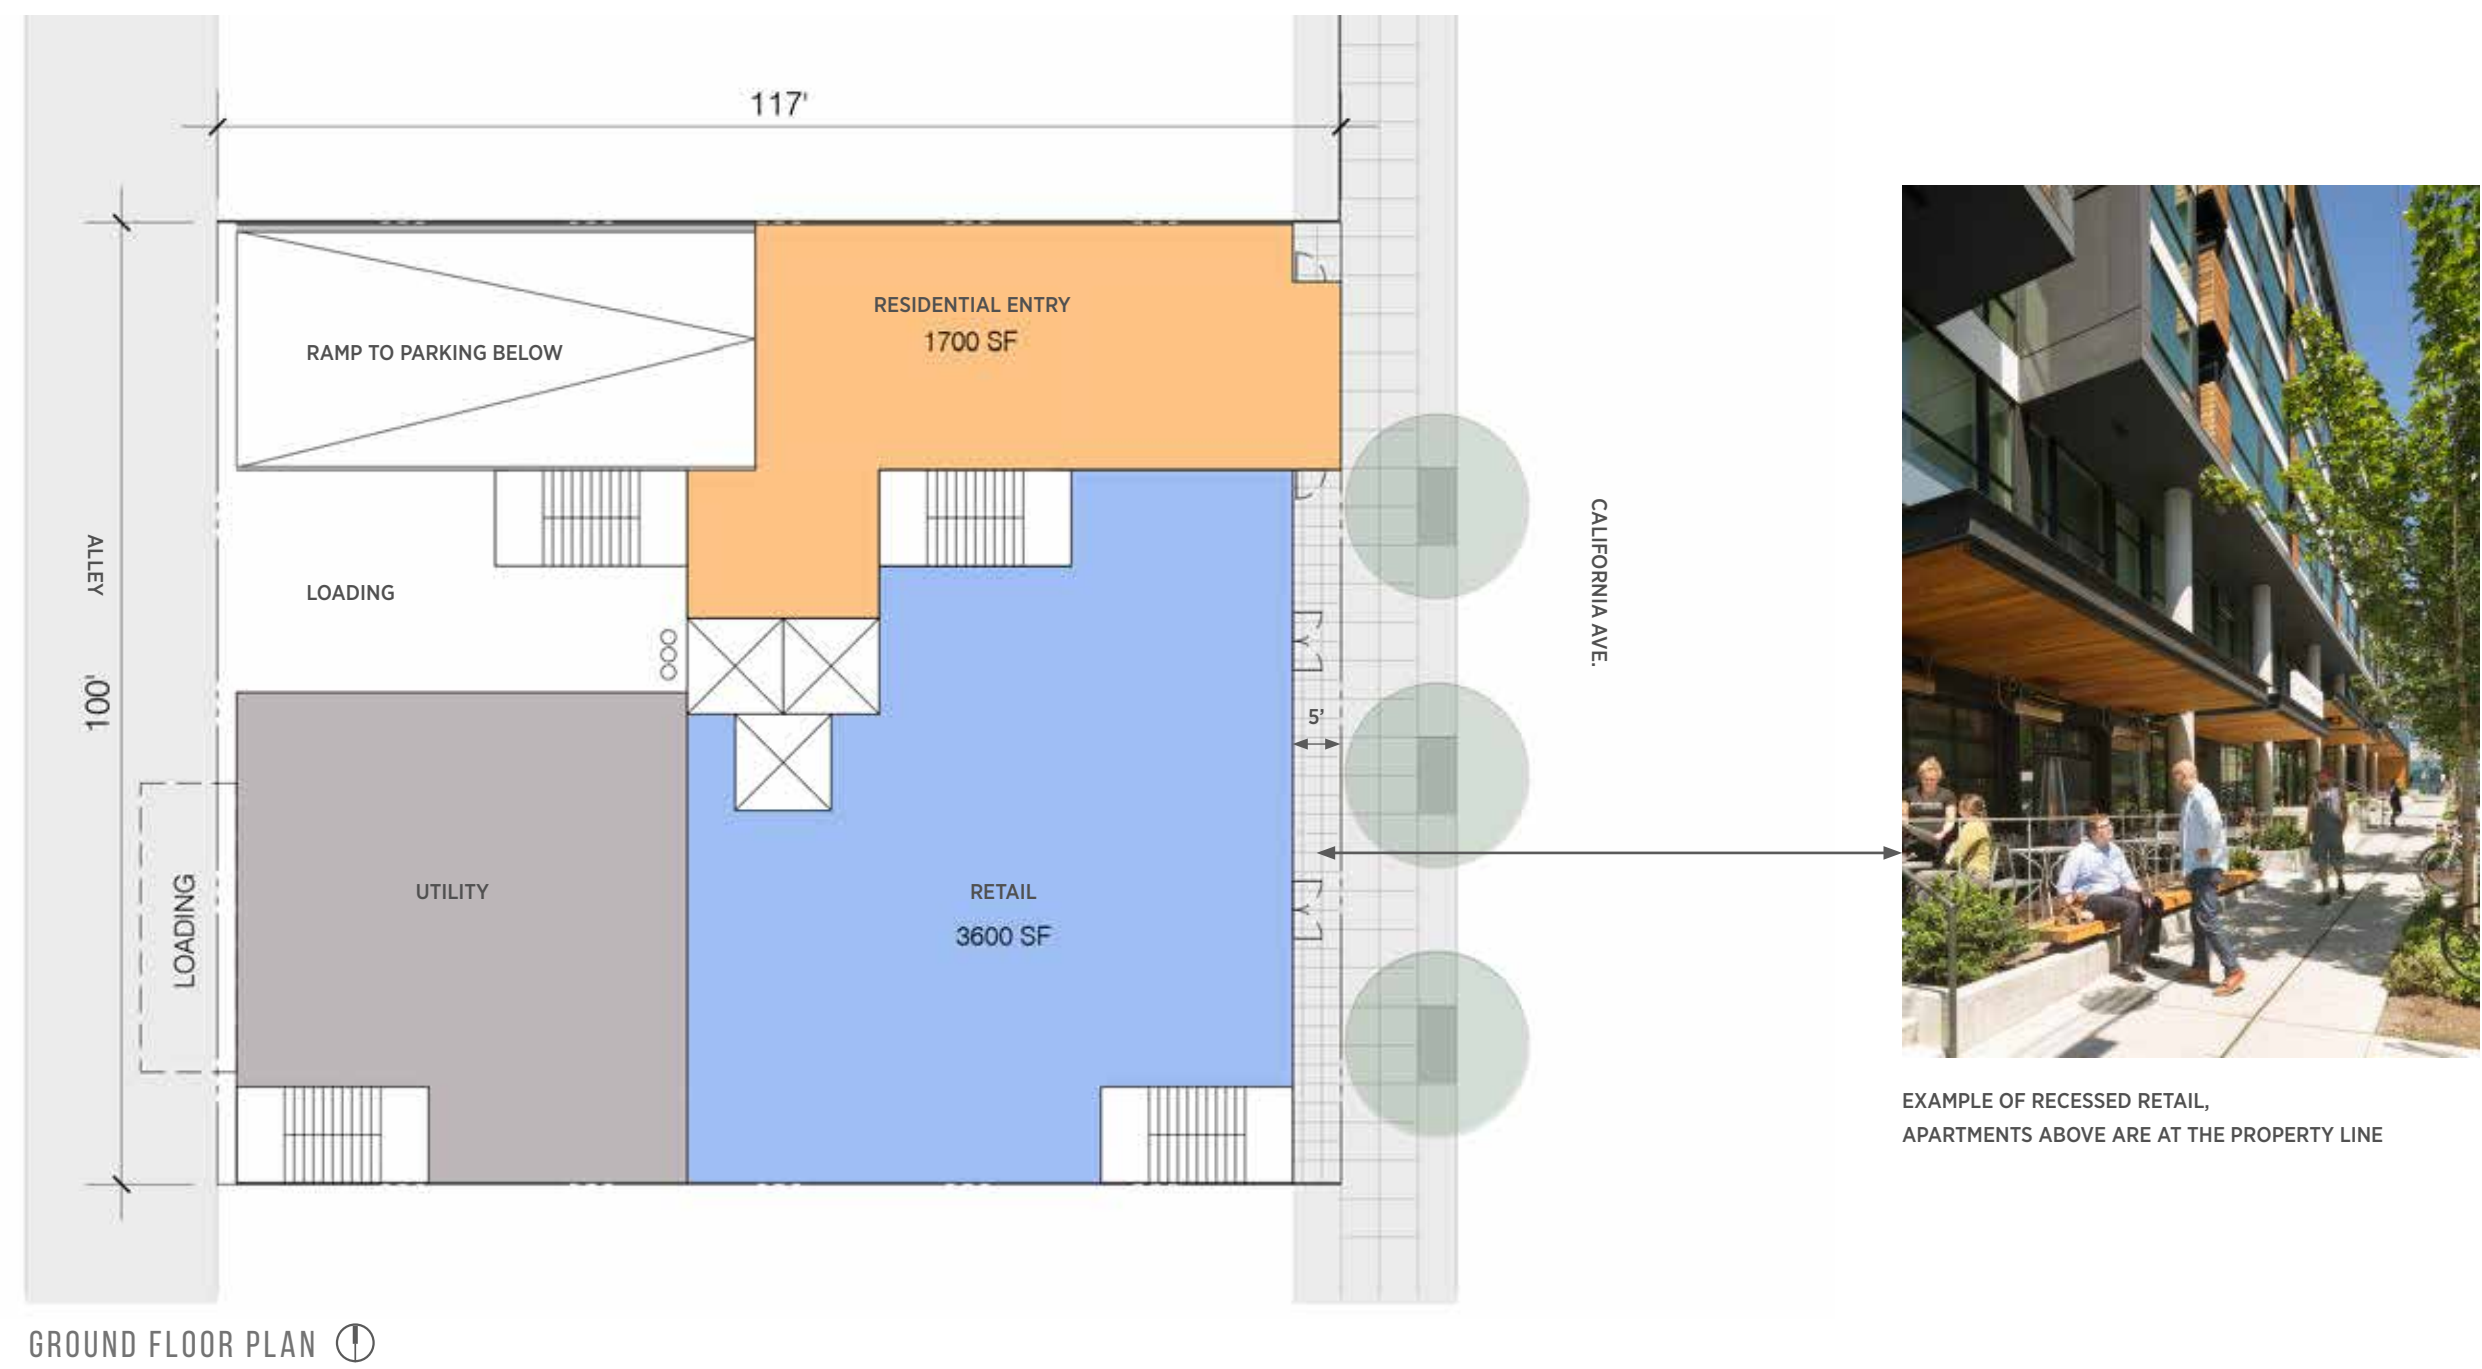 117'
RESIDENTIAL ENTRY
1700 SF
RAMP TO PARKING BELOW
ALLEY
100'
LOADING
CALIFORNIA AVE.
5'
LOADING
UTILITY
RETAIL
3600 SF
EXAMPLE OF RECESSED RETAIL,
APARTMENTS ABOVE ARE AT THE PROPERTY LINE
GROUND FLOOR PLAN